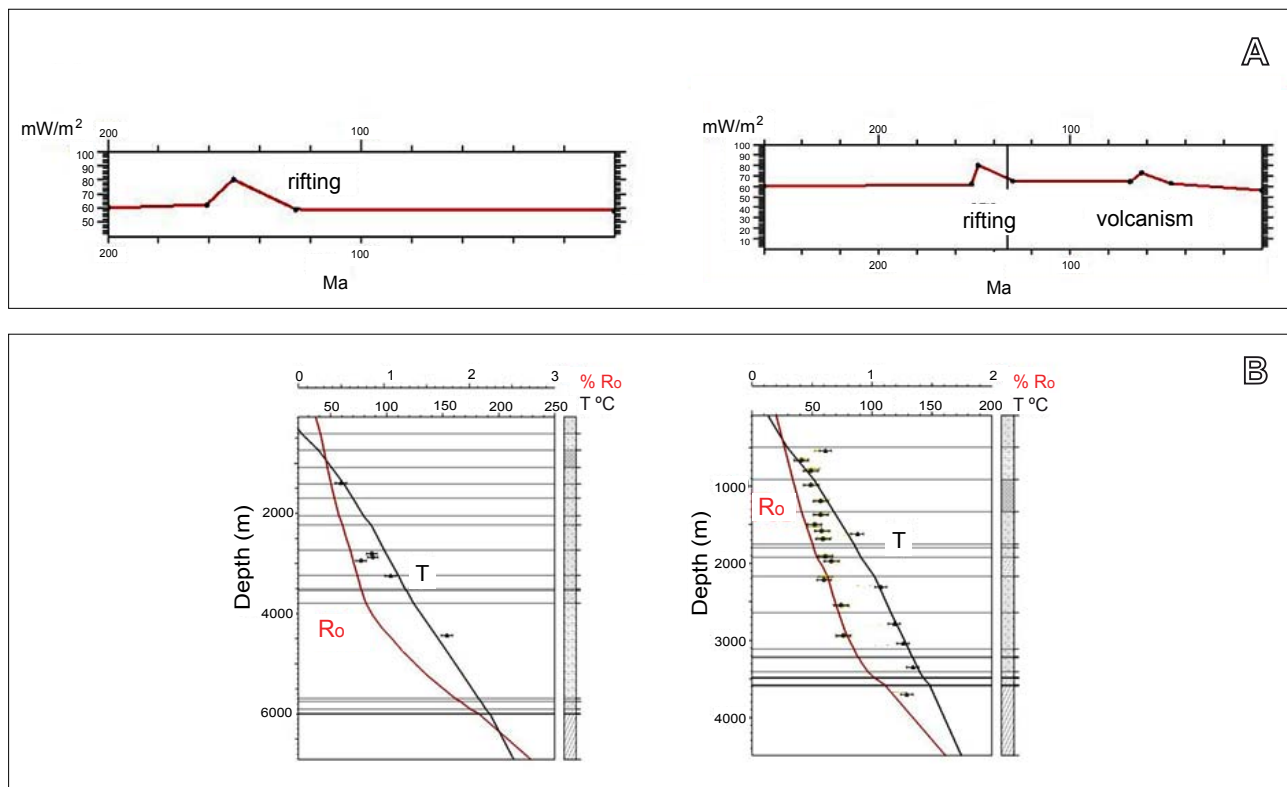 A
mW/m²
200 100
100
90
80
70
60
50
rifting
200 100
Ma
mW/m²
200 100
100
90
80
70
60
50
40
30
20
10
rifting
volcanism
200 100
Ma
B
0 1 2 3
% Ro
50 100 150 200 250
T ºC
2000
4000
6000
Depth (m)
T
Ro
0 1 2
% Ro
50 100 150 200
T ºC
1000
2000
3000
4000
Depth (m)
Ro
T